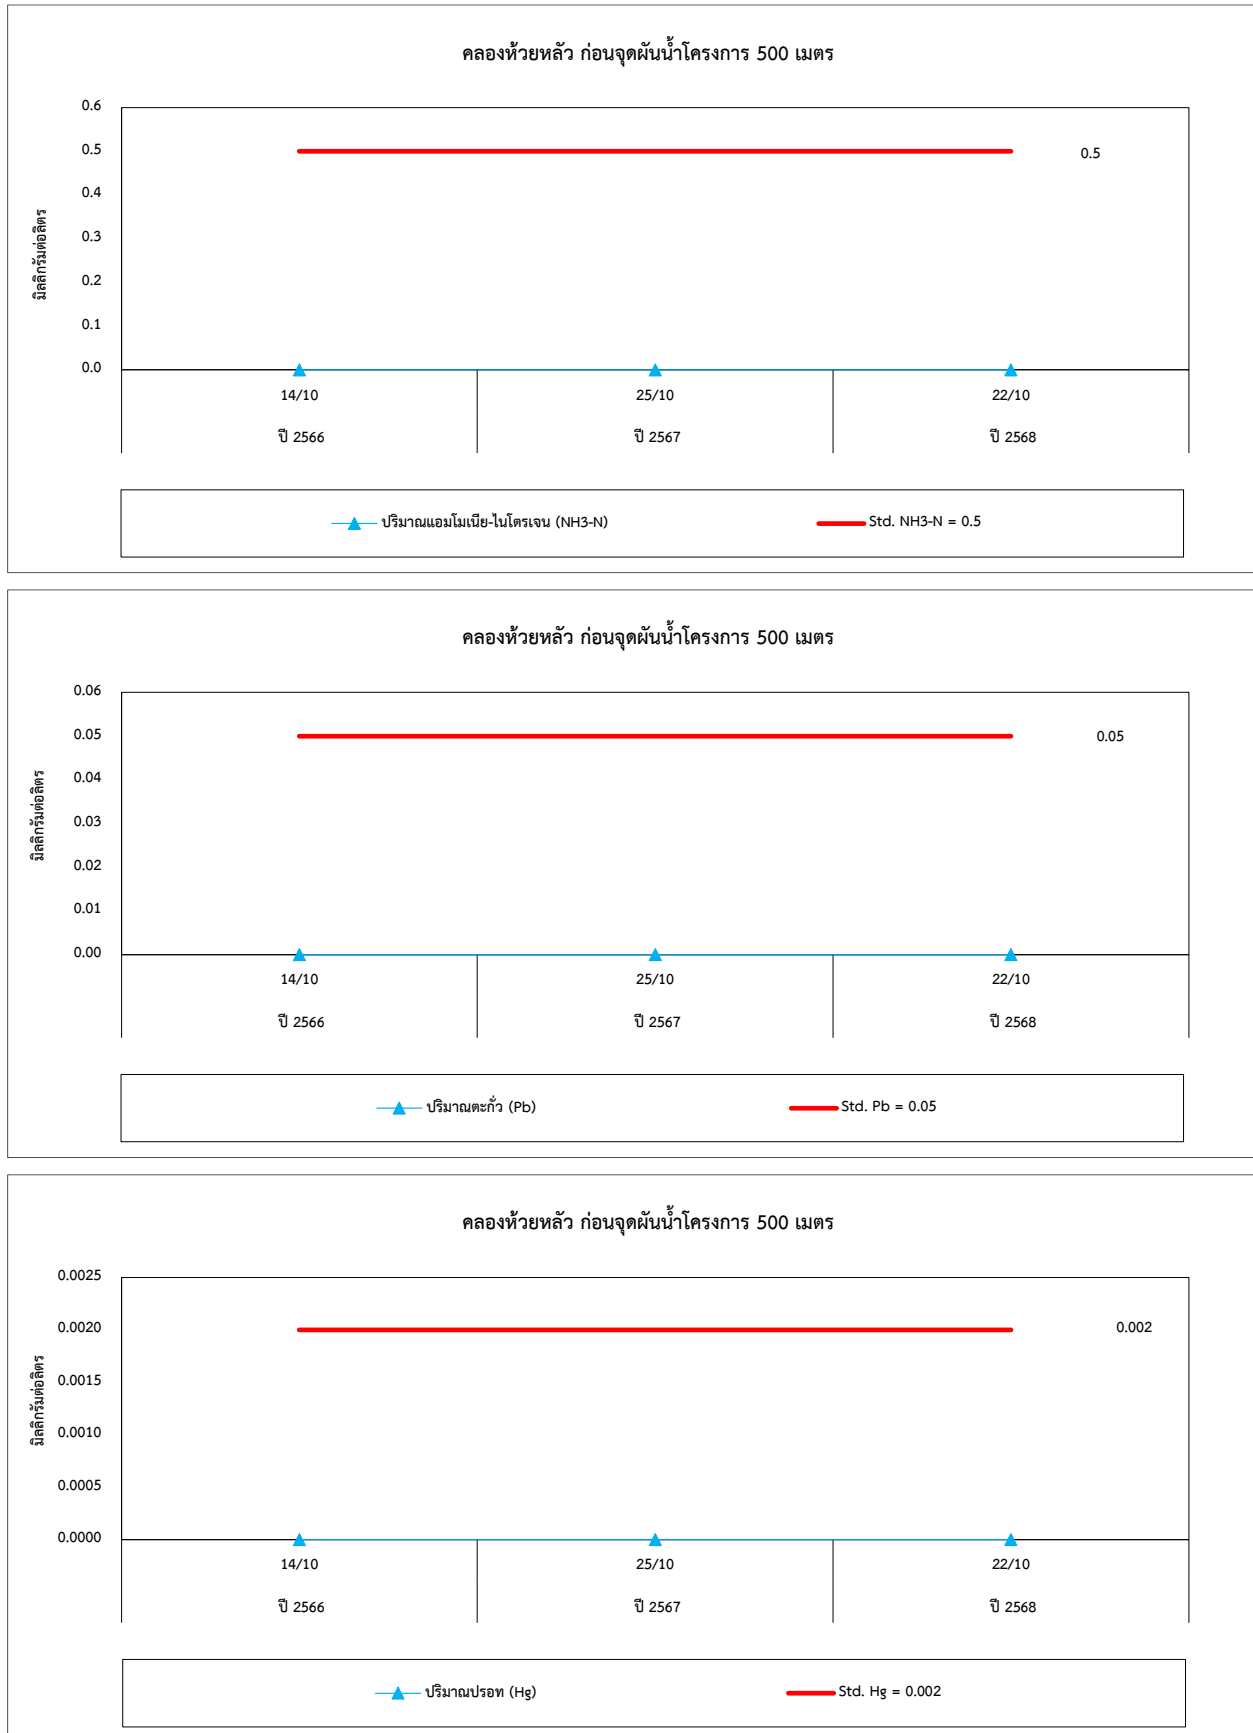 คลองห้วยหลัว ก่อนจุดผันน้ำโครงการ 500 เมตร
มิลลิกรัมต่อลิตร
0.6
0.5
0.4
0.3
0.2
0.1
0.0
0.5
14/10
25/10
22/10
ปี 2566
ปี 2567
ปี 2568
ปริมาณแอมโมเนีย-ไนโตรเจน (NH3-N)
Std. NH3-N = 0.5
คลองห้วยหลัว ก่อนจุดผันน้ำโครงการ 500 เมตร
มิลลิกรัมต่อลิตร
0.06
0.05
0.04
0.03
0.02
0.01
0.00
0.05
14/10
25/10
22/10
ปี 2566
ปี 2567
ปี 2568
ปริมาณตะกั่ว (Pb)
Std. Pb = 0.05
คลองห้วยหลัว ก่อนจุดผันน้ำโครงการ 500 เมตร
มิลลิกรัมต่อลิตร
0.0025
0.0020
0.0015
0.0010
0.0005
0.0000
0.002
14/10
25/10
22/10
ปี 2566
ปี 2567
ปี 2568
ปริมาณปรอท (Hg)
Std. Hg = 0.002